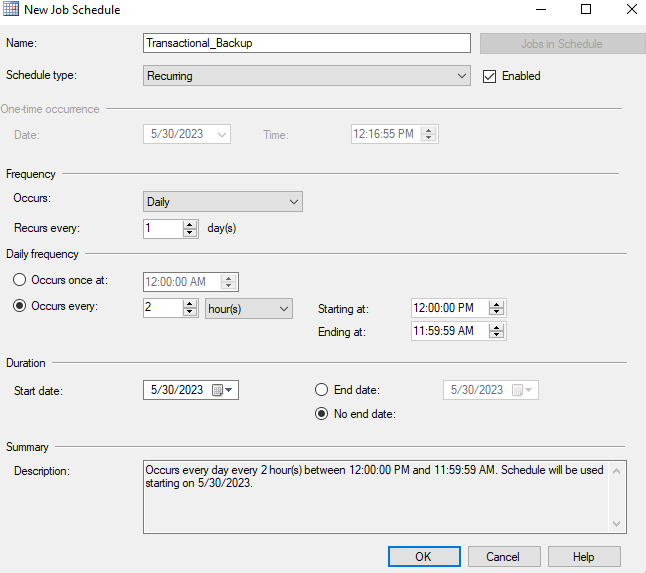 New Job Schedule
Name: Transactional_Backup Jobs in Schedule
Schedule type: Recurring Enabled
One-time occurrence
Date: 5/30/2023 Time: 12:16:55 PM
Frequency
Occurs: Daily
Recurs every: 1 day(s)
Daily frequency
Occurs once at: 12:00:00 AM
Occurs every: 2 hour(s) Starting at: 12:00:00 PM
Ending at: 11:59:59 AM
Duration
Start date: 5/30/2023 End date: 5/30/2023
No end date:
Summary
Description: Occurs every day every 2 hour(s) between 12:00:00 PM and 11:59:59 AM. Schedule will be used
starting on 5/30/2023.
OK Cancel Help